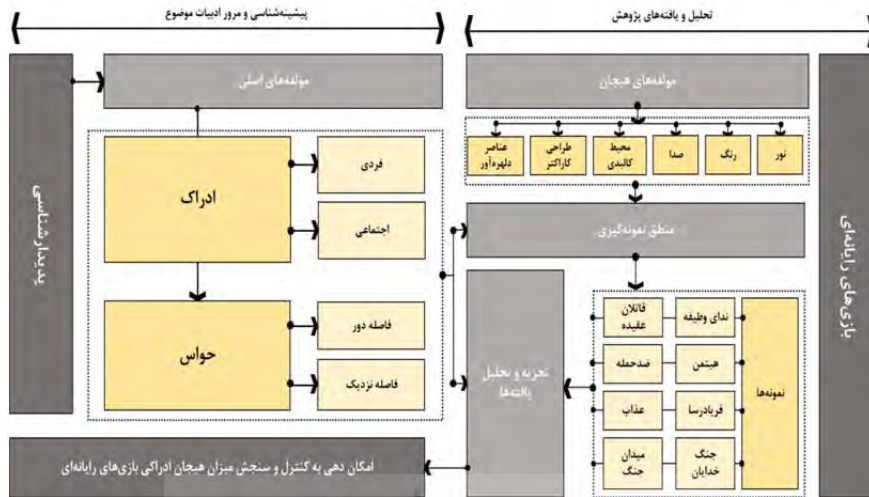 تحلیل و یافته‌های پژوهش
پیشینه‌شناسی و مرور ادبیات موضوع
بازی‌های رایانه‌ای
مولفه‌های هیجان
نور
رنگ
صدا
محیط
کالبدی
طراحی
کاراکتر
عناصر
دلهره‌آور
منطق نمونه‌گیری
نمونه‌ها
ندای وظیفه
قاتلان
عقیده
هیتمن
ضدحمله
فریادرسا
عذاب
جنگ
خدایان
میدان
جنگ
تجزیه و تحلیل
یافته‌ها
پدیدارشناسی
مولفه‌های اصلی
ادراک
فردی
اجتماعی
حواس
فاصله دور
فاصله نزدیک
امکان دهی به کنترل و سنجش میزان هیجان ادراکی بازی‌های رایانه‌ای